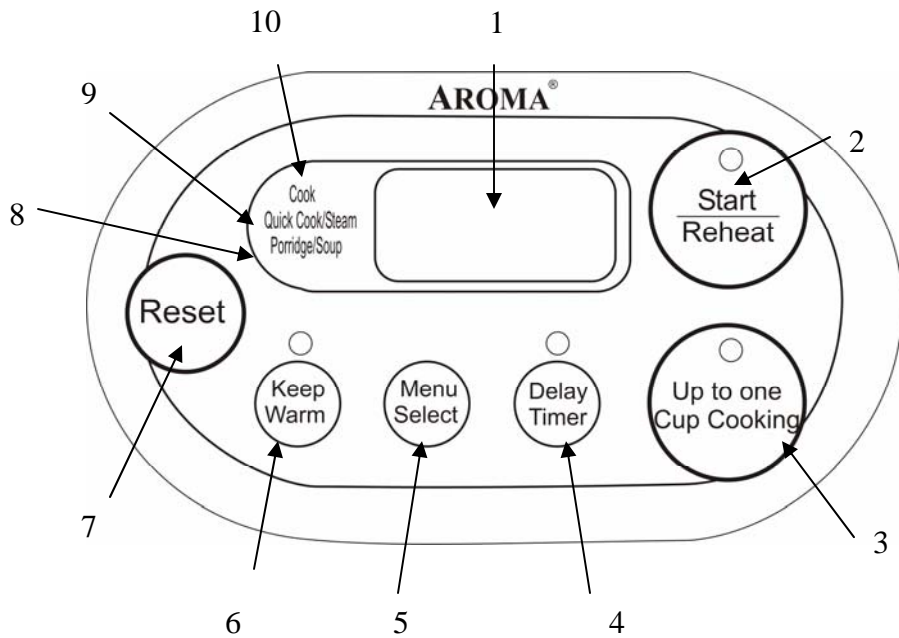 10
1
AROMA®
9
2
Cook
Quick Cook/Steam
Porridge/Soup
8
Start
Reheat
Reset
Keep
Warm
Menu
Select
Delay
Timer
Up to one
Cup Cooking
7
3
6
5
4